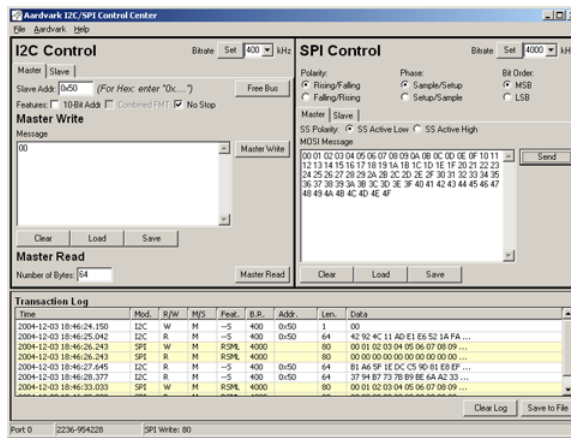 Aardvark I2C/SPI Control Center
File Aardvark Help
I2C Control
Bitrate Set 400 kHz
Master Slave
Slave Addr: 0x50 (For Hex: enter "0x...")
Free Bus
Features: 10-Bit Addr Combined FMT No Stop
Master Write
Message
00
Master Write
Clear Load Save
Master Read
Number of Bytes: 64
Master Read
SPI Control
Bitrate Set 4000 kH
Polarity: Phase: Bit Order:
Rising/Falling Sample/Setup MSB
Falling/Rising Setup/Sample LSB
Master Slave
SS Polarity: SS Active Low SS Active High
MOSI Message
00 01 02 03 04 05 06 07 08 09 0A 0B 0C 0D 0E 0F 10 11
12 13 14 15 16 17 18 19 1A 1B 1C 1D 1E 1F 20 21 22 23
24 25 26 27 28 29 2A 2B 2C 2D 2E 2F 30 31 32 33 34 35
36 37 38 39 3A 3B 3C 3D 3E 3F 40 41 42 43 44 45 46 47
48 49 4A 4B 4C 4D 4E 4F
Send
Clear Load Save
Transaction Log
Time Mod. R/W M/S Feat. B.R. Addr. Len. Data
2004-12-03 18:46:24.150 I2C W M --S 400 0x50 1 00
2004-12-03 18:46:25.042 I2C R M --S 400 0x50 64 42 92 4C 11 AD E1 E6 52 1A FA ...
2004-12-03 18:46:26.243 SPI W M RSML 4000 80 00 01 02 03 04 05 06 07 08 09 ...
2004-12-03 18:46:26.243 SPI R M RSML 4000 80 00 00 00 00 00 00 00 00 00 00 ...
2004-12-03 18:46:27.645 I2C R M --S 400 0x50 64 B1 A6 5F 1E DC C5 9D 81 E8 EF ...
2004-12-03 18:46:28.377 I2C R M --S 400 0x50 64 37 94 B7 73 7B 89 BE 6A A2 33 ...
2004-12-03 18:46:33.033 SPI W M RSML 4000 80 00 01 02 03 04 05 06 07 08 09 ...
Clear Log Save to File
Port 0 2236-954228 SPI Write: 80